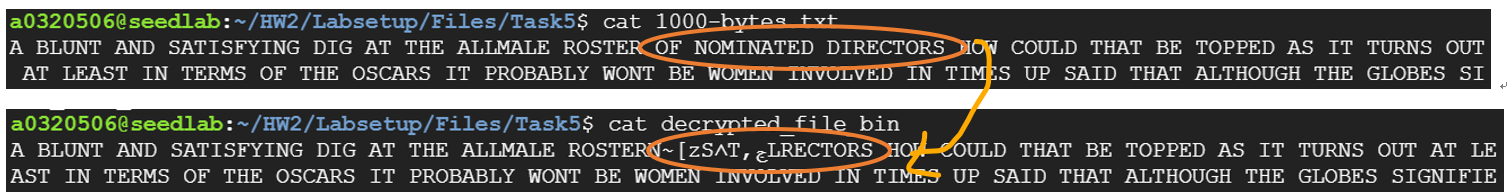 a0320506@seedlab:~/HW2/Labsetup/Files/Task5$ cat 1000-bytes.txt
A BLUNT AND SATISFYING DIG AT THE ALLMALE ROSTER OF NOMINATED DIRECTORS HOW COULD THAT BE TOPPED AS IT TURNS OUT
AT LEAST IN TERMS OF THE OSCARS IT PROBABLY WONT BE WOMEN INVOLVED IN TIMES UP SAID THAT ALTHOUGH THE GLOBES SI
a0320506@seedlab:~/HW2/Labsetup/Files/Task5$ cat decrypted_file.bin
A BLUNT AND SATISFYING DIG AT THE ALLMALE ROSTERN~[zS^T,عLRECTORS HOW COULD THAT BE TOPPED AS IT TURNS OUT AT LE
AST IN TERMS OF THE OSCARS IT PROBABLY WONT BE WOMEN INVOLVED IN TIMES UP SAID THAT ALTHOUGH THE GLOBES SIGNIFIE